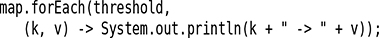 map.forEach(threshold,
(k, v) -> System.out.println(k + " -> " + v));